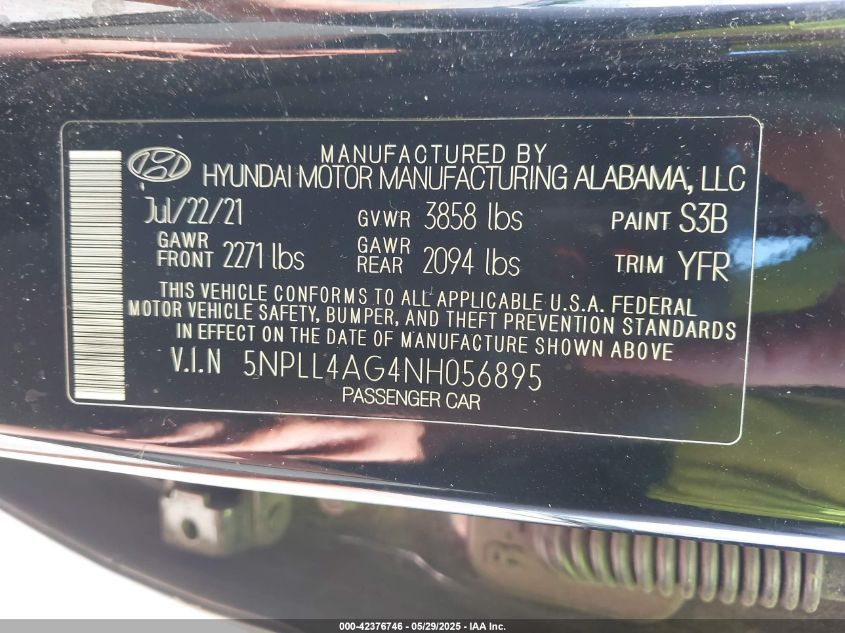 MANUFACTURED BY
HYUNDAI MOTOR MANUFACTURING ALABAMA, LLC
Jul/22/21 GVWR 3858 lbs PAINT S3B
GAWR FRONT 2271 lbs GAWR REAR 2094 lbs TRIM YFR
THIS VEHICLE CONFORMS TO ALL APPLICABLE U.S.A. FEDERAL
MOTOR VEHICLE SAFETY, BUMPER, AND THEFT PREVENTION STANDARDS
IN EFFECT ON THE DATE OF MANUFACTURE SHOWN ABOVE
V.I.N 5NPLL4AG4NH056895
PASSENGER CAR
000-42376746 - 05/29/2025 - IAA Inc.